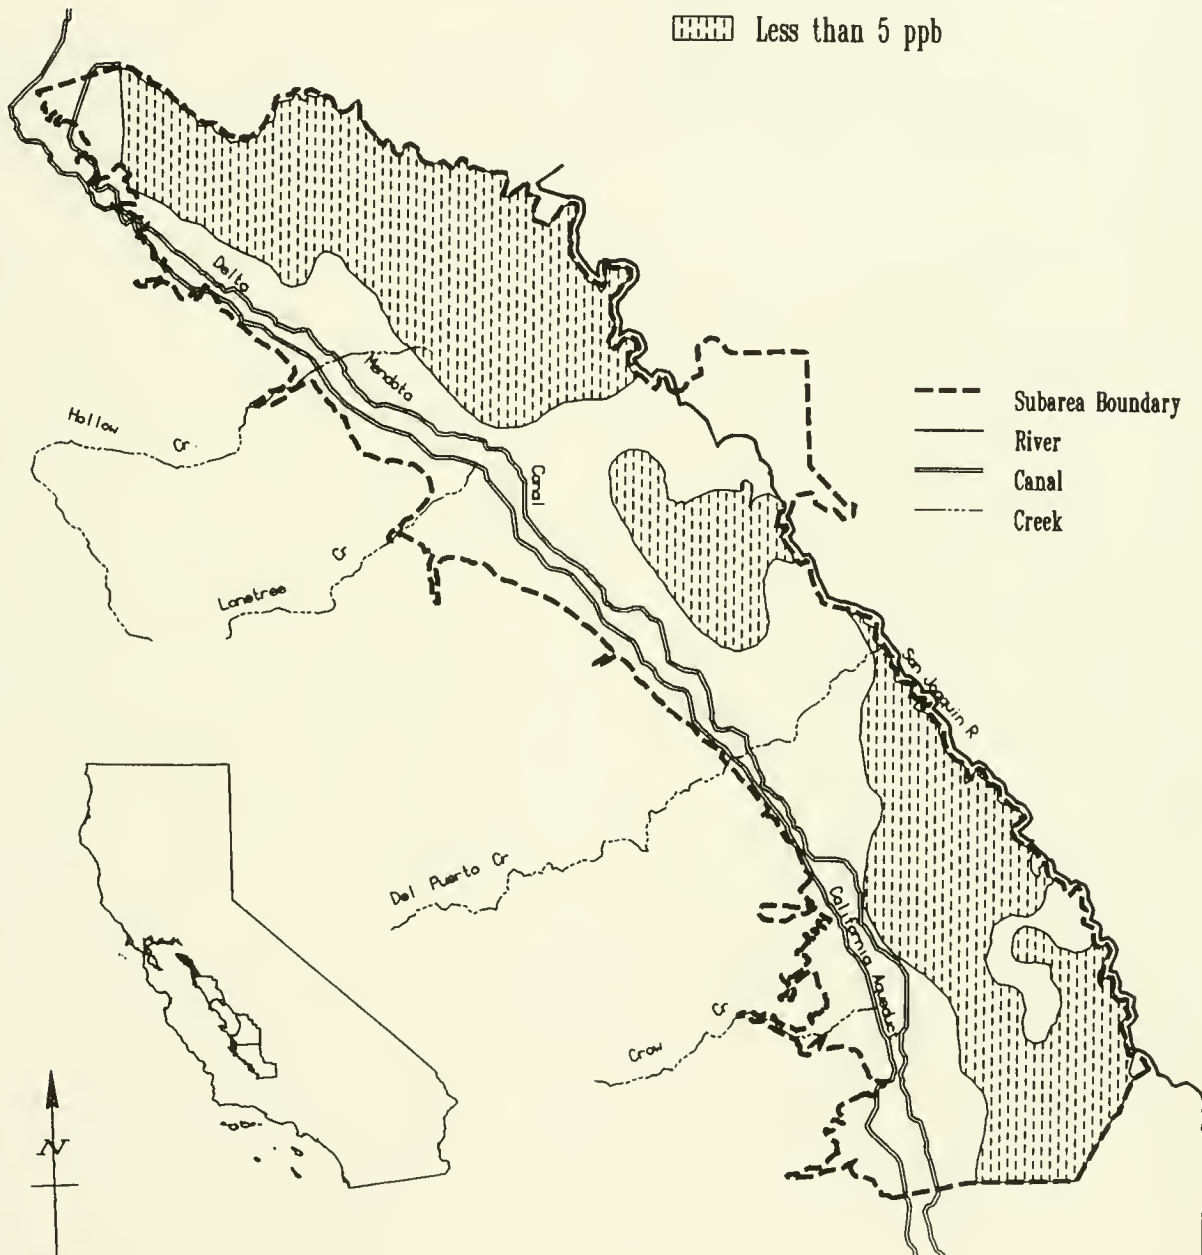 Less than 5 ppb
Subarea Boundary
River
Canal
Creek
Delta
Mendota
Canal
Hollow Cr.
Lonetree Cr
San Joaquin R
Del Puerto Cr
California Aqueduct
Crow Cr
N